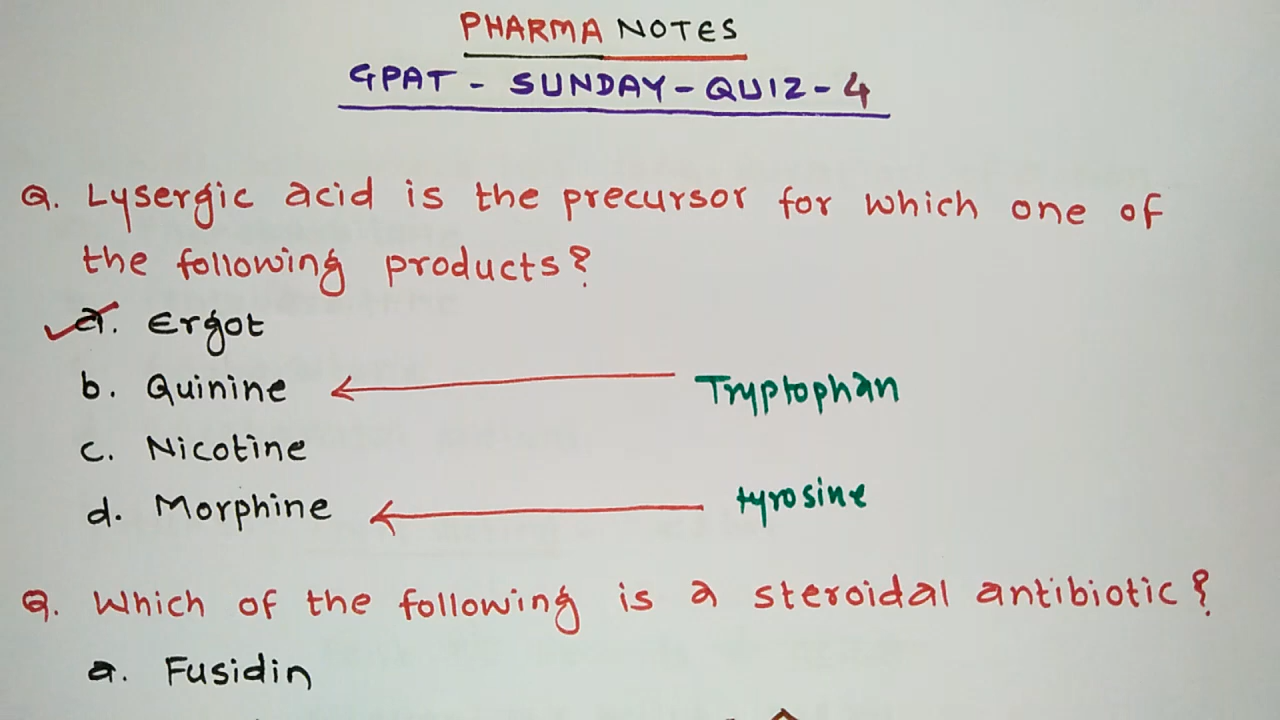 PHARMA NOTES
GPAT - SUNDAY - QUIZ - 4
Q. Lysergic acid is the precursor for which one of
the following products?
a. Ergot
b. Quinine ← Tryptophan
c. Nicotine
d. Morphine ← tyrosine
Q. Which of the following is a steroidal antibiotic?
a. Fusidin